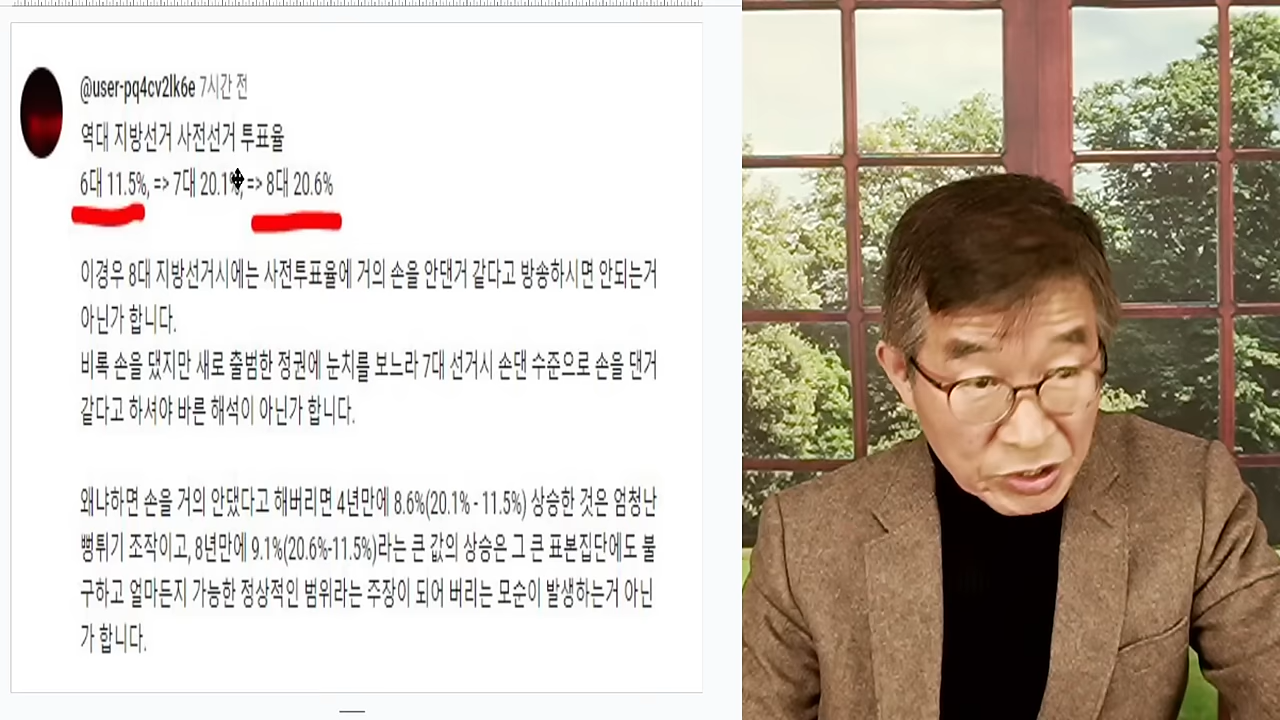 @user-pq4cv2lk6e 7시간 전
역대 지방선거 사전선거 투표율
6대 11.5%, => 7대 20.1%, => 8대 20.6%
이경우 8대 지방선거시에는 사전투표율에 거의 손을 안댄거 같다고 방송하시면 안되는거
아닌가 합니다.
비록 손을 댔지만 새로 출범한 정권에 눈치를 보느라 7대 선거시 손댄 수준으로 손을 댄거
같다고 하셔야 바른 해석이 아닌가 합니다.
왜냐하면 손을 거의 안댔다고 해버리면 4년만에 8.6%(20.1% - 11.5%) 상승한 것은 엄청난
뻥튀기 조작이고, 8년만에 9.1%(20.6%-11.5%)라는 큰 값의 상승은 그 큰 표본집단에도 불
구하고 얼마든지 가능한 정상적인 범위라는 주장이 되어 버리는 모순이 발생하는거 아닌
가 합니다.